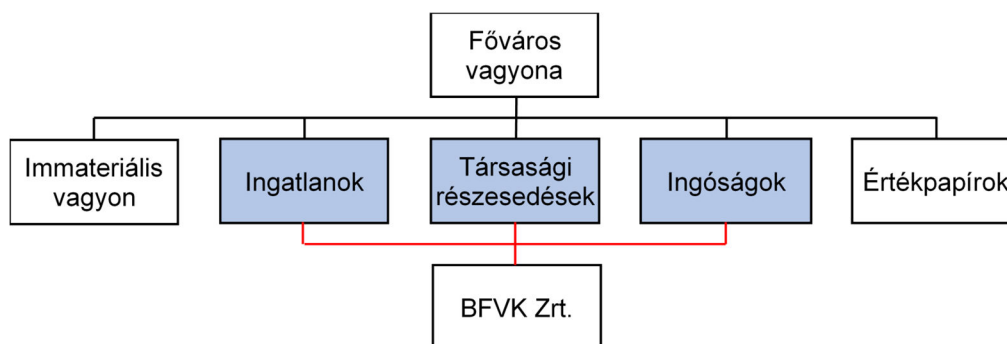 Főváros
vagyona
Immateriális
vagyon
Ingatlanok
Társasági
részesedések
Ingóságok
Értékpapírok
BFVK Zrt.